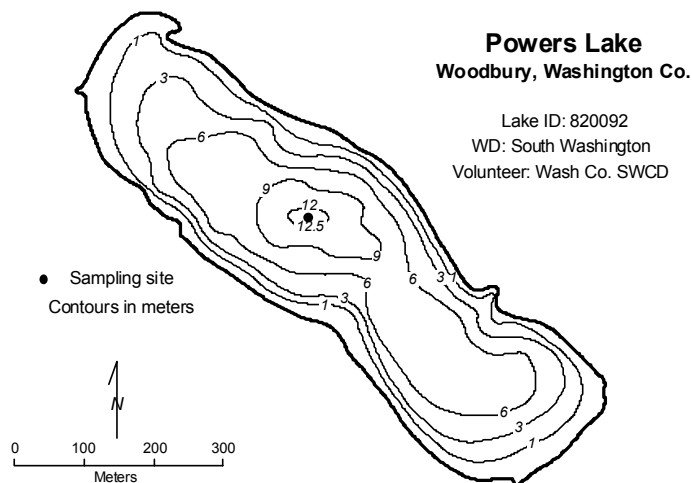 Powers Lake
Woodbury, Washington Co.
Lake ID: 820092
WD: South Washington
Volunteer: Wash Co. SWCD
1
3
6
9
12
12.5
9
6
6
3 1
3
1
6
3
1
Sampling site
Contours in meters
N
0 100 200 300
Meters